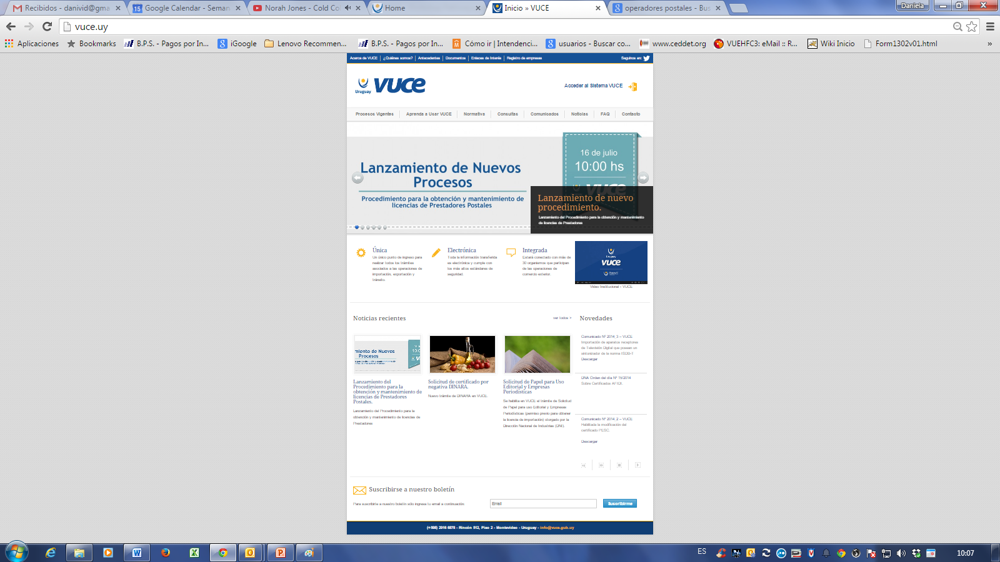 Recibidos - danivid@gma
Google Calendar - Seman
Norah Jones - Cold Co
Home
Inicio » VUCE
operadores postales - Bus
Daniela
vuce.uy
Aplicaciones
Bookmarks
B.P.S. - Pagos por In...
iGoogle
Lenovo Recommen...
B.P.S. - Pagos por In...
Cómo ir | Intendenci...
usuarios - Buscar co...
www.ceddet.org
VUEHFC3: eMail :: R...
Wiki Inicio
Form1302v01.html
»
Acerca de VUCE
¿Quiénes somos?
Antecedentes
Documentos
Enlaces de Interés
Registro de empresas
Seguinos en:
Uruguay
vuce
Acceder al Sistema VUCE
Procesos Vigentes
Aprenda a Usar VUCE
Normativa
Consultas
Comunicados
Noticias
FAQ
Contacto
Lanzamiento de Nuevos
Procesos
Procedimiento para la obtención y mantenimiento de
licencias de Prestadores Postales
16 de julio
10:00 hs
vuce
Lanzamiento de nuevo
procedimiento.
Lanzamiento del Procedimiento para la obtención y mantenimiento
de licencias de Prestadores
Única
Un único punto de ingreso para
realizar todos los trámites
asociados a las operaciones de
importación, exportación y
tránsito.
Electrónica
Toda la información transferida
es electrónica y cumple con
los más altos estándares de
seguridad.
Integrada
Estará conectado con más de
30 organismos que participan
de las operaciones de
comercio exterior.
Uruguay
vuce
Video Institucional - VUCE
Noticias recientes
ver todos »
Novedades
miento de Nuevos
Procesos
Lanzamiento del
Procedimiento para la
obtención y mantenimiento de
licencias de Prestadores
Postales.
Lanzamiento del Procedimiento para la
obtención y mantenimiento de licencias de
Prestadores
Solicitud de certificado por
negativa DINARA.
Nuevo trámite de DINARA en VUCE.
Solicitud de Papel para Uso
Editorial y Empresas
Periodísticas
Se habilita en VUCE el trámite de Solicitud
de Papel para uso Editorial y Empresas
Periodísticas (permiso previo para obtener
la licencia de importación) otorgado por la
Dirección Nacional de Industrias (DNI).
Comunicado Nº 2014_3 – VUCE
Importación de aparatos receptores
de Televisión Digital que posean un
sintonizador de la norma ISDB-T
Descargar
DNA Orden del día Nº 15/2014
Sobre Certificados AFIDI.
Comunicado Nº 2014_2 – VUCE
Habilitada la modificación del
certificado PESC.
Descargar
Suscribirse a nuestro boletín
Para suscribirte a nuestro boletín sólo ingresa tu email a continuación:
Email
Suscribirme
(+598) 2916 6878 - Rincón 512, Piso 2 - Montevideo - Uruguay - info@vuce.gub.uy
ES
10:07